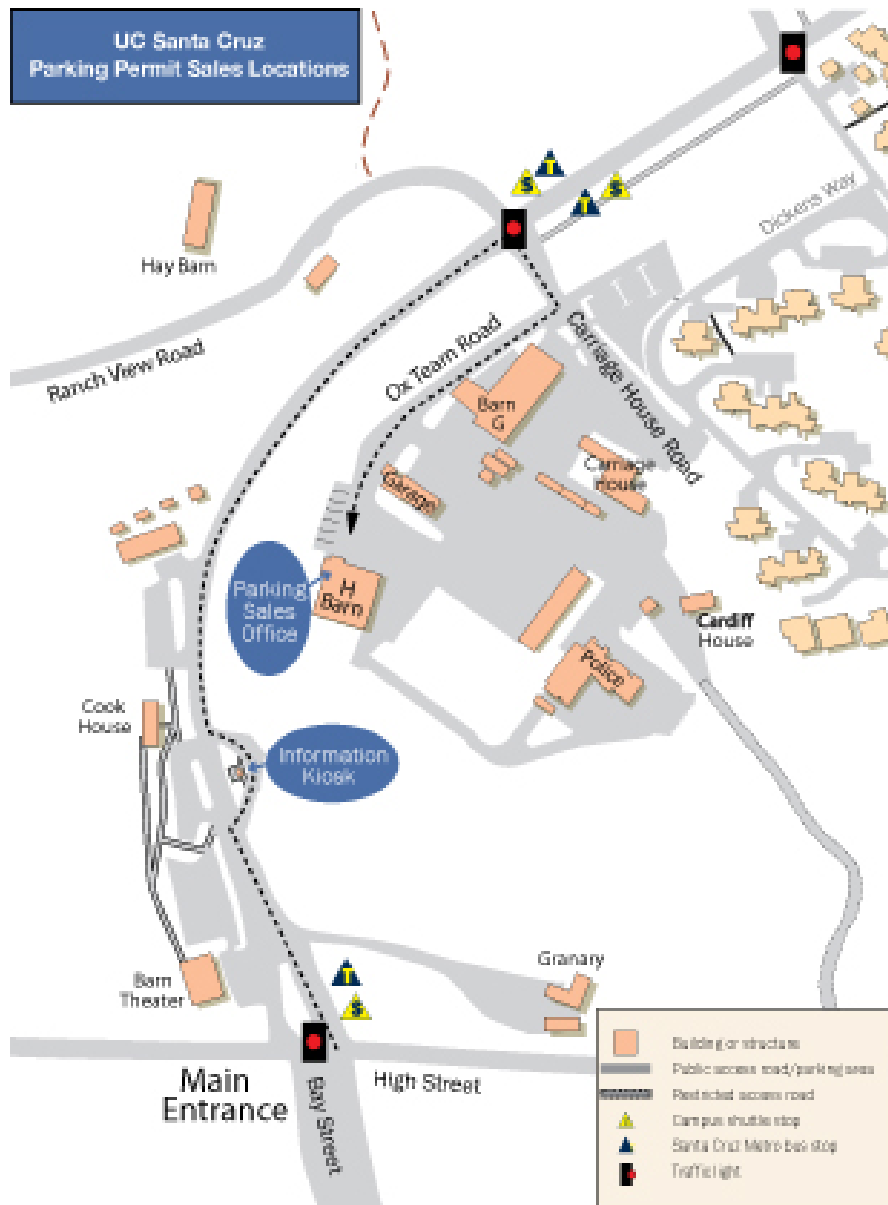 UC Santa Cruz
Parking Permit Sales Locations
T
S
T
S
Dickens Way
Hay Barn
Ranch View Road
Ox Team Road
Carriage House Road
Barn
G
Carriage
House
Garage
Parking
Sales
Office
H
Barn
Cardiff
House
Police
Cook
House
Information
Kiosk
Granary
Barn
Theater
T
S
Main
Entrance
High Street
Bay Street
Building or structure
Public access road/parking area
Restricted access road
Campus shuttle stop
Santa Cruz Metro bus stop
Traffic light